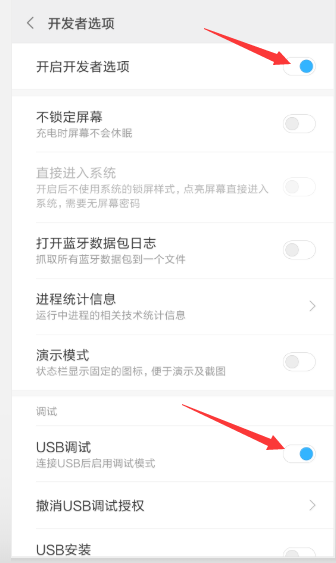 开发者选项
开启开发者选项
不锁定屏幕
充电时屏幕不会休眠
直接进入系统
开启后不使用系统的锁屏样式，点亮屏幕直接进入
系统，需要无屏幕密码
打开蓝牙数据包日志
抓取所有蓝牙数据包到一个文件
进程统计信息
运行中进程的相关技术统计信息
演示模式
状态栏显示固定的图标，便于演示及截图
调试
USB调试
连接USB后启用调试模式
撤消USB调试授权
USB安装